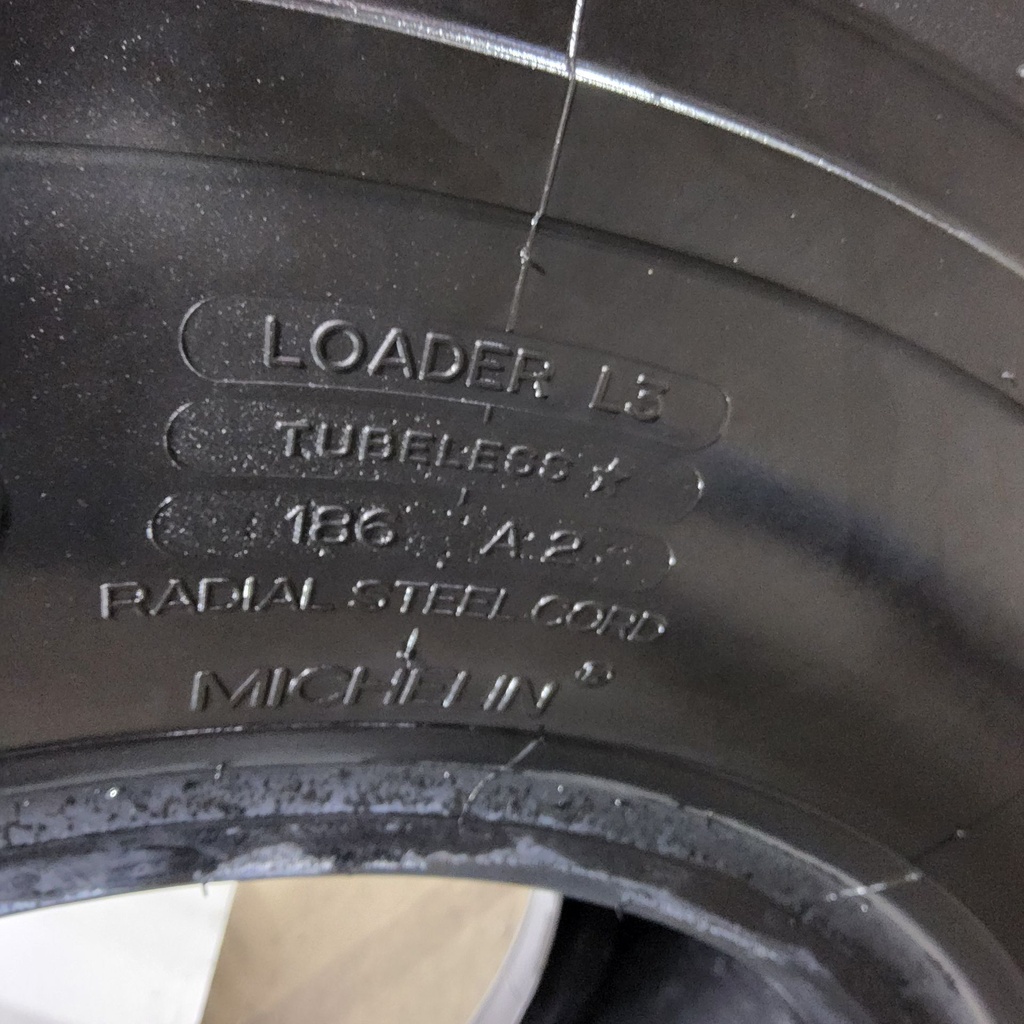 LOADER L3
TUBELESS ☆
186 A2
RADIAL STEEL CORD
MICHELIN ®